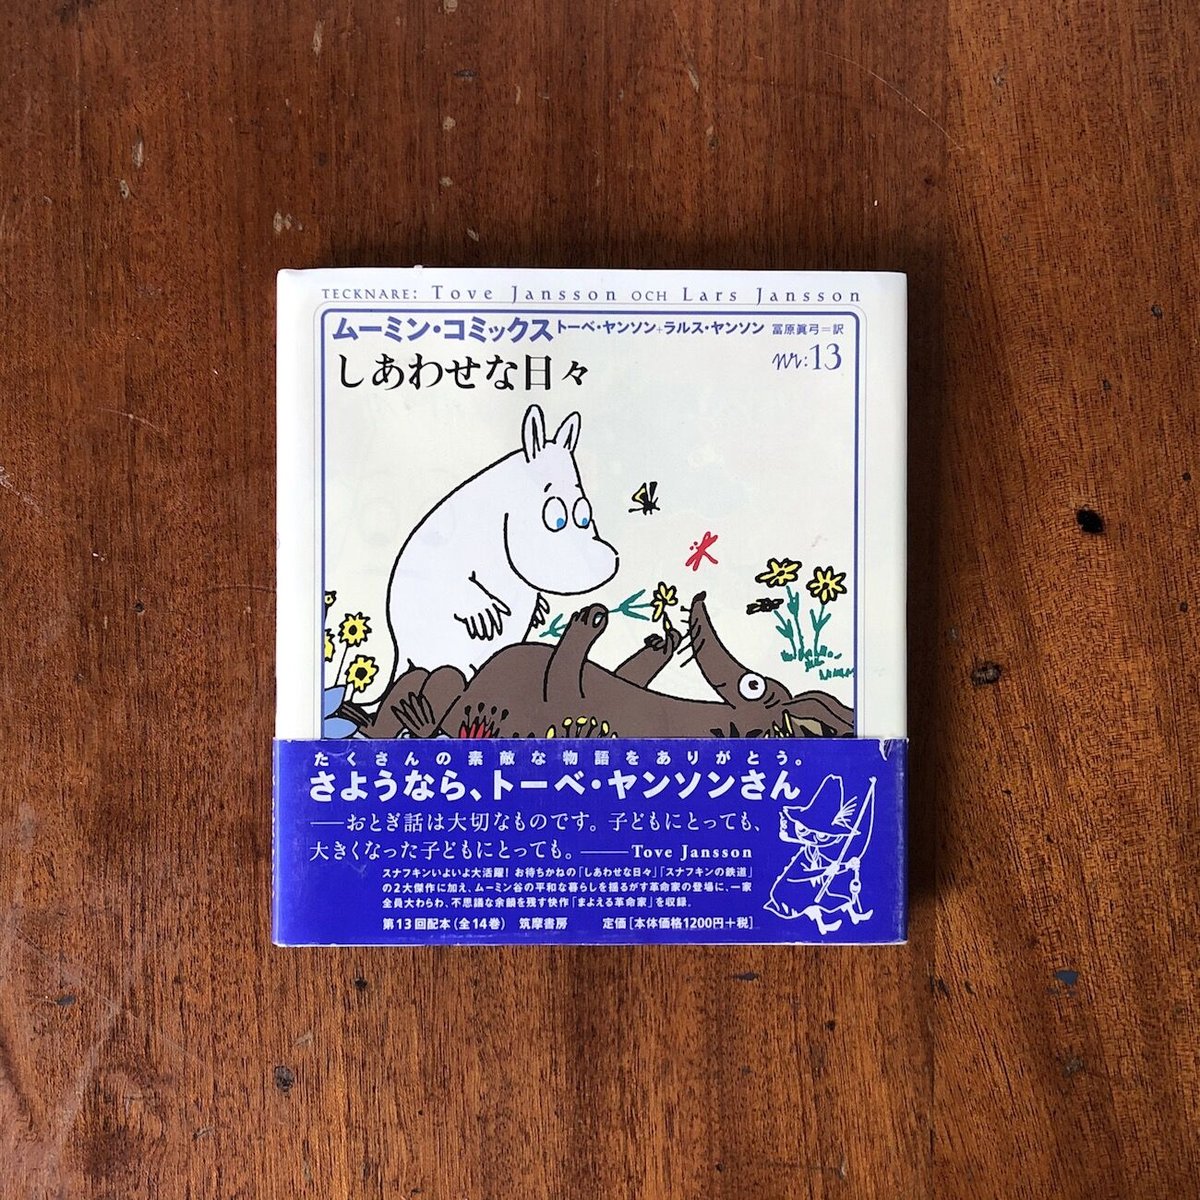 TECKNARE: Tove Jansson OCH Lars Jansson
ムーミン・コミックス トーベ・ヤンソン+ラルス・ヤンソン 冨原眞弓=訳
しあわせな日々 nr:13
たくさんの素敵な物語をありがとう。
さようなら、トーベ・ヤンソンさん
──おとぎ話は大切なものです。子どもにとっても、
大きくなった子どもにとっても。──Tove Jansson
スナフキンいよいよ大活躍! お待ちかねの「しあわせな日々」「スナフキンの鉄道」
の2大傑作に加え、ムーミン谷の平和な暮らしを揺るがす革命家の登場に、一家
全員大わらわ、不思議な余韻を残す快作「まよえる革命家」を収録。
第13回配本(全14巻) 筑摩書房 定価[本体価格1200円+税]